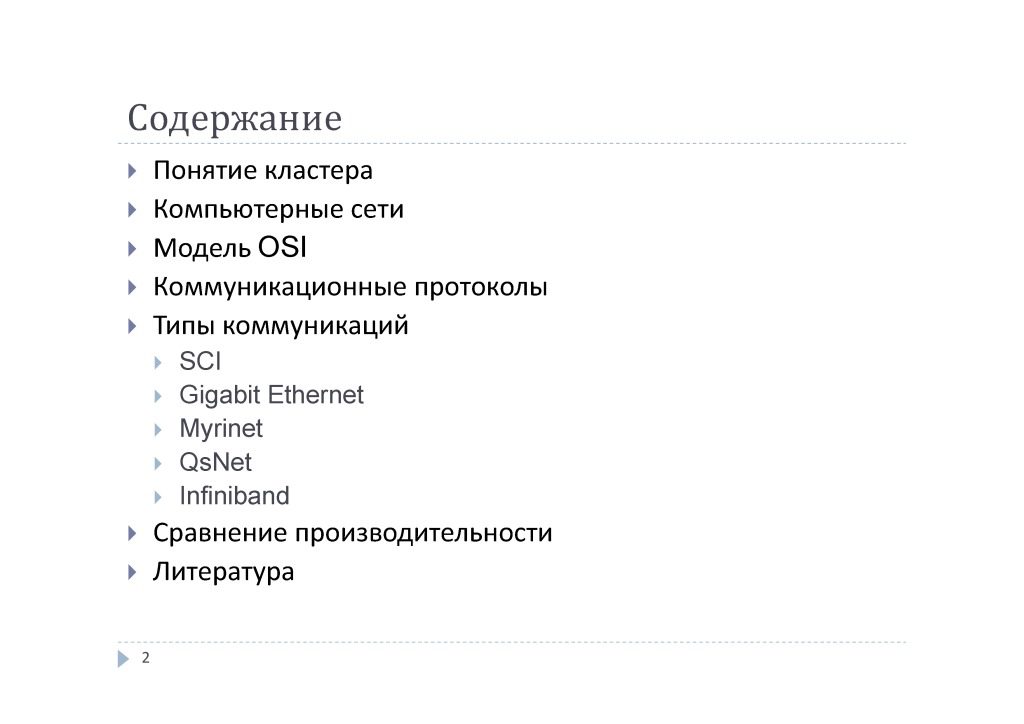 Содержание
Понятие кластера
Компьютерные сети
Модель OSI
Коммуникационные протоколы
Типы коммуникаций
SCI
Gigabit Ethernet
Myrinet
QsNet
Infiniband
Сравнение производительности
Литература
2